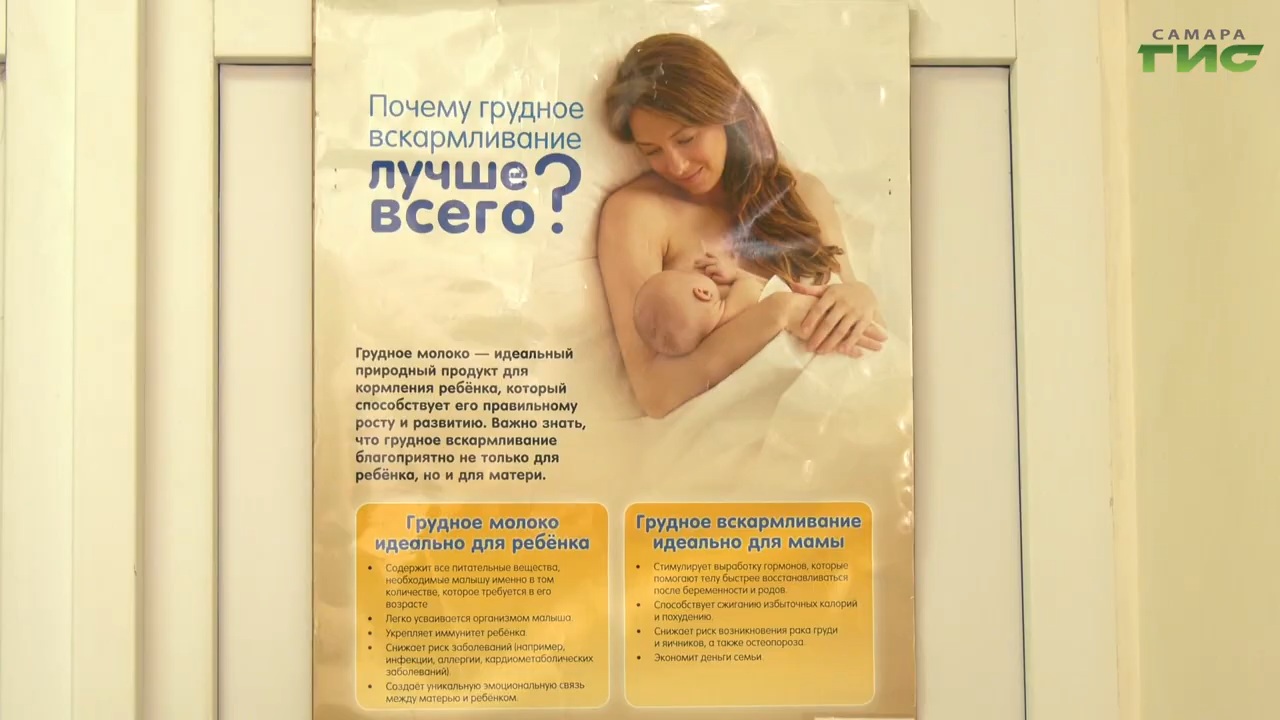 САМАРА
ГИС
Почему грудное
вскармливание
лучше
всего?
Грудное молоко — идеальный
природный продукт для
кормления ребёнка, который
способствует его правильному
росту и развитию. Важно знать,
что грудное вскармливание
благоприятно не только для
ребёнка, но и для матери.
Грудное молоко
идеально для ребёнка
• Содержит все питательные вещества,
необходимые малышу именно в том
количестве, которое требуется в его
возрасте
• Легко усваивается организмом малыша.
• Укрепляет иммунитет ребёнка.
• Снижает риск заболеваний (например,
инфекции, аллергии, кардиометаболических
заболеваний)
• Создаёт уникальную эмоциональную связь
между матерью и ребёнком.
Грудное вскармливание
идеально для мамы
• Стимулирует выработку гормонов, которые
помогают телу быстрее восстанавливаться
после беременности и родов.
• Способствует сжиганию избыточных калорий
и похудению.
• Снижает риск возникновения рака груди
и яичников, а также остеопороза.
• Экономит деньги семьи.